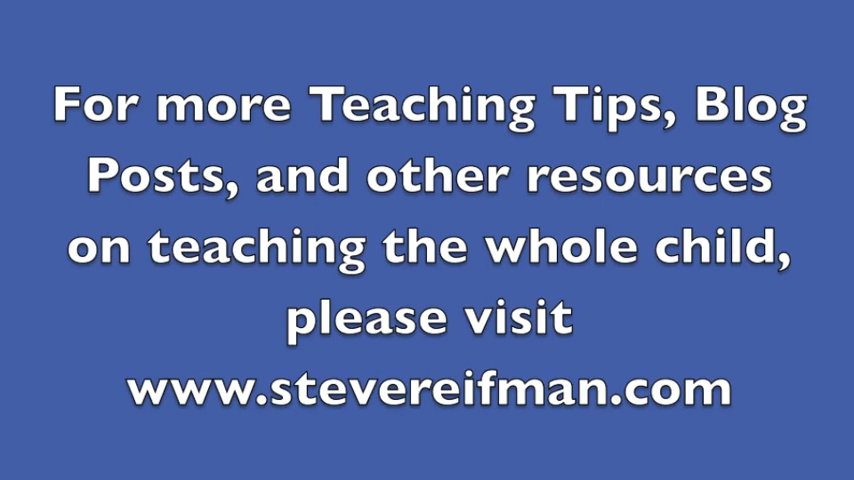 For more Teaching Tips, Blog
Posts, and other resources
on teaching the whole child,
please visit
www.stevereifman.com